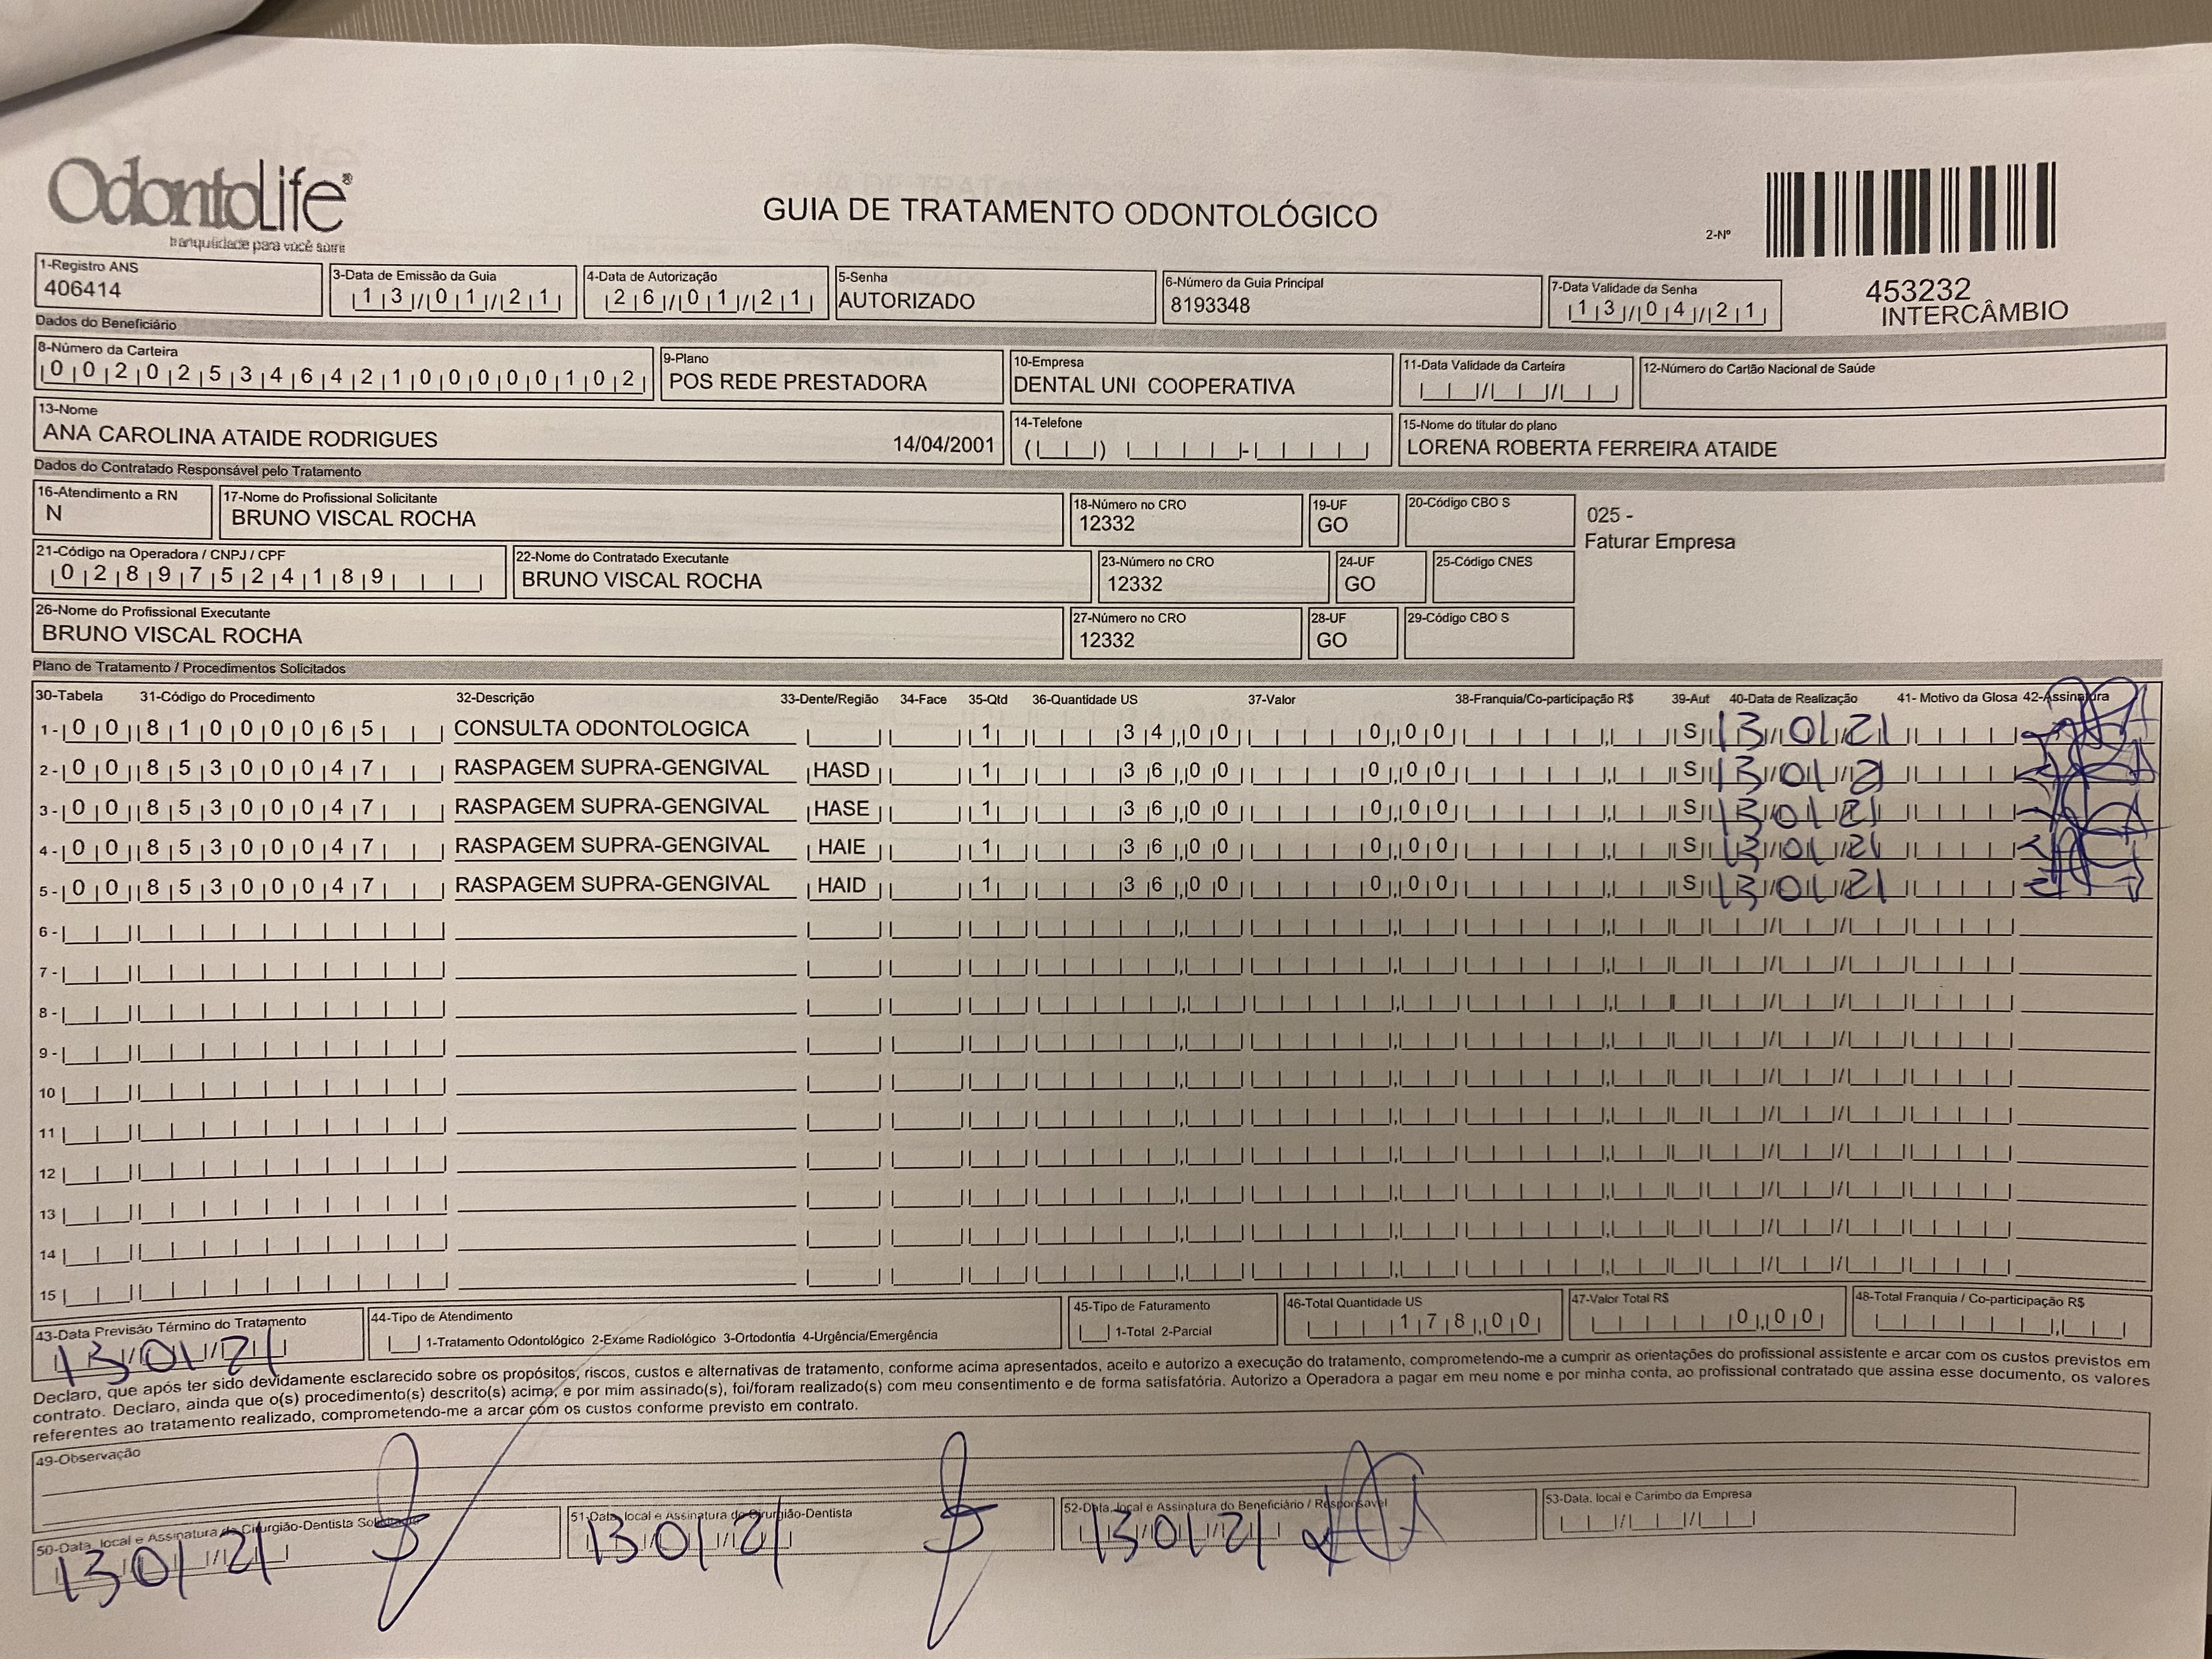 OdontoLife®
tranquilidade para você sorrir
GUIA DE TRATAMENTO ODONTOLÓGICO
2-Nº
453232
INTERCÂMBIO
1-Registro ANS
406414
3-Data de Emissão da Guia
13/01/21
4-Data de Autorização
26/01/21
5-Senha
AUTORIZADO
6-Número da Guia Principal
8193348
7-Data Validade da Senha
13/04/21
Dados do Beneficiário
8-Número da Carteira
00202534642100000102
9-Plano
POS REDE PRESTADORA
10-Empresa
DENTAL UNI COOPERATIVA
11-Data Validade da Carteira
12-Número do Cartão Nacional de Saúde
13-Nome
ANA CAROLINA ATAIDE RODRIGUES 14/04/2001
14-Telefone
15-Nome do titular do plano
LORENA ROBERTA FERREIRA ATAIDE
Dados do Contratado Responsável pelo Tratamento
16-Atendimento a RN
N
17-Nome do Profissional Solicitante
BRUNO VISCAL ROCHA
18-Número no CRO
12332
19-UF
GO
20-Código CBO S
025 -
Faturar Empresa
21-Código na Operadora / CNPJ / CPF
02897524189
22-Nome do Contratado Executante
BRUNO VISCAL ROCHA
23-Número no CRO
12332
24-UF
GO
25-Código CNES
26-Nome do Profissional Executante
BRUNO VISCAL ROCHA
27-Número no CRO
12332
28-UF
GO
29-Código CBO S
Plano de Tratamento / Procedimentos Solicitados
30-Tabela 31-Código do Procedimento 32-Descrição 33-Dente/Região 34-Face 35-Qtd 36-Quantidade US 37-Valor 38-Franquia/Co-participação R$ 39-Aut 40-Data de Realização 41- Motivo da Glosa 42-Assinatura
1- 00 81000065 CONSULTA ODONTOLOGICA 1 34,00 0,00 S 13/01/21
2- 00 85300047 RASPAGEM SUPRA-GENGIVAL HASD 1 36,00 0,00 S 13/01/21
3- 00 85300047 RASPAGEM SUPRA-GENGIVAL HASE 1 36,00 0,00 S 13/01/21
4- 00 85300047 RASPAGEM SUPRA-GENGIVAL HAIE 1 36,00 0,00 S 13/01/21
5- 00 85300047 RASPAGEM SUPRA-GENGIVAL HAID 1 36,00 0,00 S 13/01/21
6-
7-
8-
9-
10
11
12
13
14
15
43-Data Previsão Término do Tratamento
13/01/21
44-Tipo de Atendimento
1-Tratamento Odontológico 2-Exame Radiológico 3-Ortodontia 4-Urgência/Emergência
45-Tipo de Faturamento
1-Total 2-Parcial
46-Total Quantidade US
178,00
47-Valor Total R$
0,00
48-Total Franquia / Co-participação R$
Declaro, que após ter sido devidamente esclarecido sobre os propósitos, riscos, custos e alternativas de tratamento, conforme acima apresentados, aceito e autorizo a execução do tratamento, comprometendo-me a cumprir as orientações do profissional assistente e arcar com os custos previstos em
contrato. Declaro, ainda que o(s) procedimento(s) descrito(s) acima, e por mim assinado(s), foi/foram realizado(s) com meu consentimento e de forma satisfatória. Autorizo a Operadora a pagar em meu nome e por minha conta, ao profissional contratado que assina esse documento, os valores
referentes ao tratamento realizado, comprometendo-me a arcar com os custos conforme previsto em contrato.
49-Observação
50-Data, local e Assinatura do Cirurgião-Dentista Solicitante
13/01/21
51-Data, local e Assinatura do Cirurgião-Dentista
13/01/21
52-Data, local e Assinatura do Beneficiário / Responsável
13/01/21
53-Data, local e Carimbo da Empresa